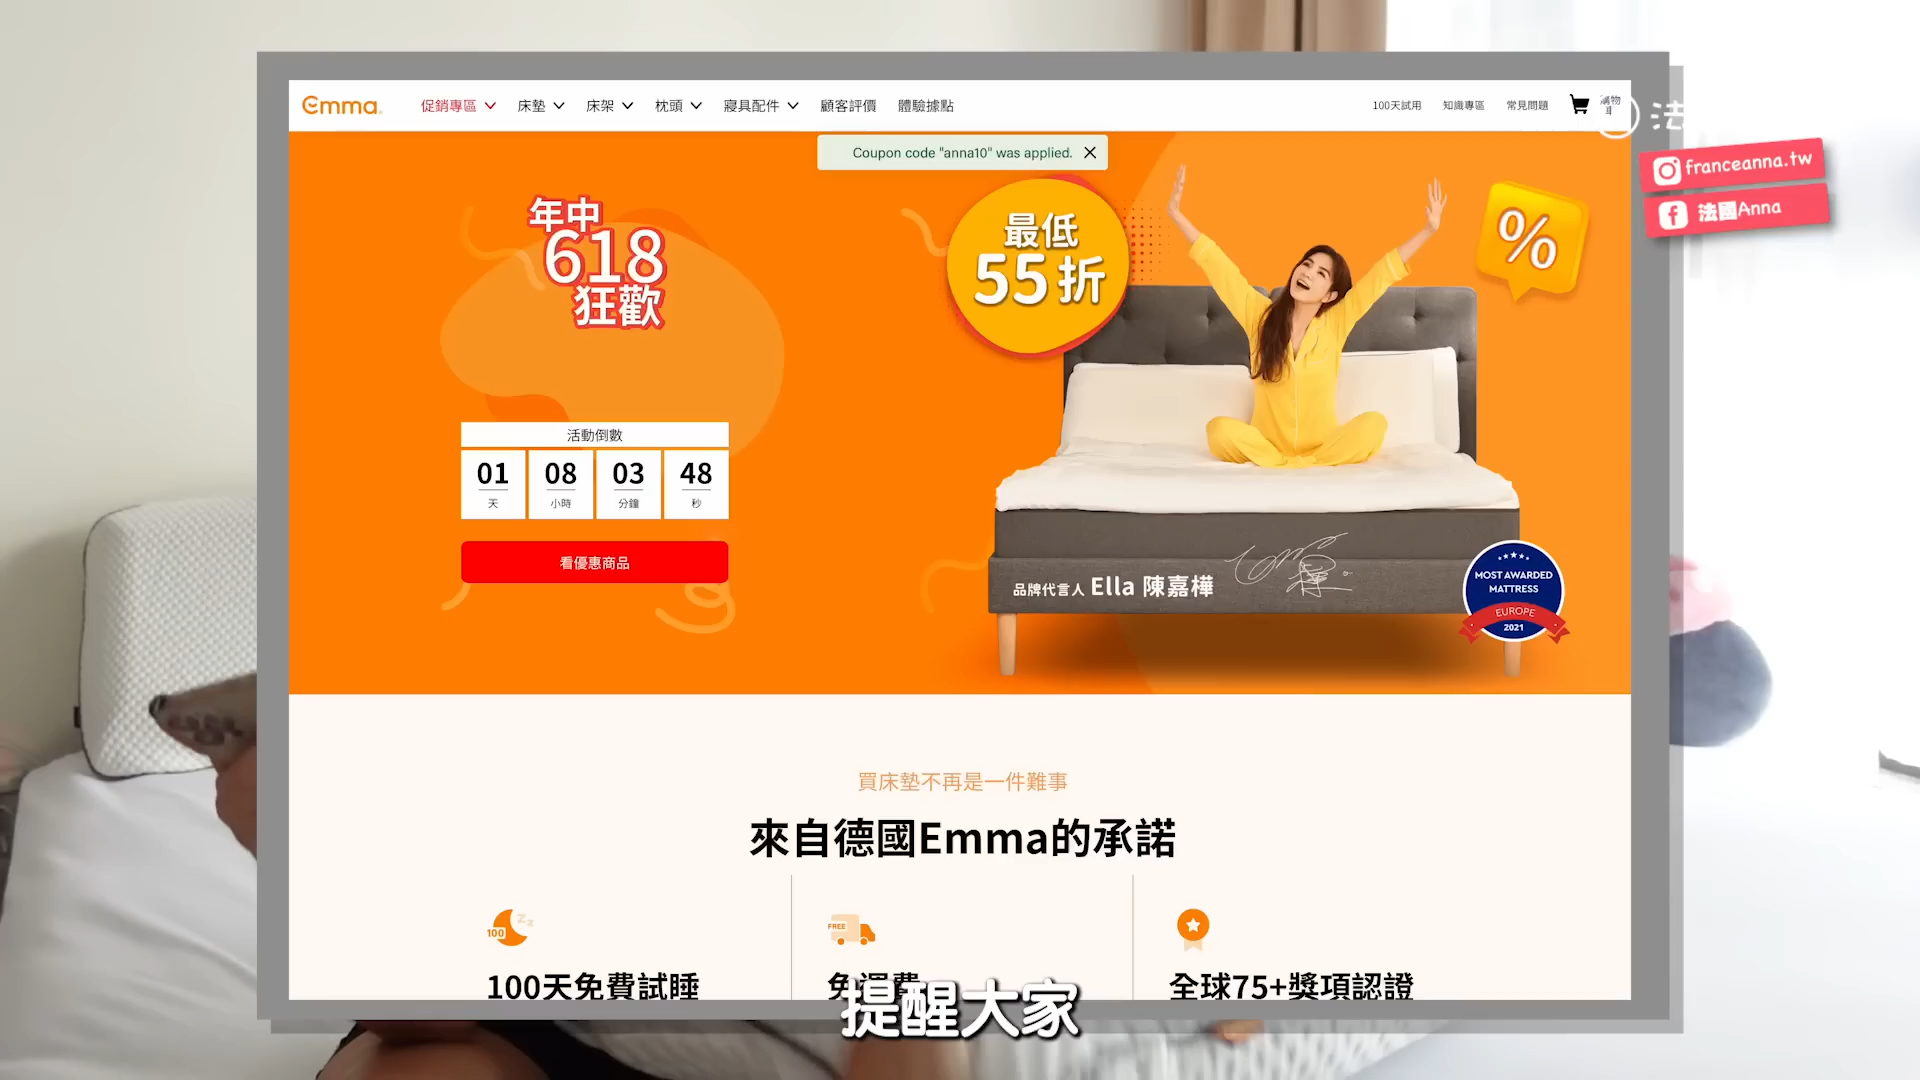 Emma
促銷專區
床墊
床架
枕頭
寢具配件
顧客評價
體驗據點
100天試用
知識專區
常見問題
購物
法
Coupon code "anna10" was applied.
franceanna.tw
法國Anna
年中
618
狂歡
最低
55折
%
活動倒數
01 08 03 48
天 小時 分鐘 秒
看優惠商品
品牌代言人 Ella 陳嘉樺
MOST AWARDED
MATTRESS
EUROPE
2021
買床墊不再是一件難事
來自德國Emma的承諾
100
zz
FREE
100天免費試睡
免運費
全球75+獎項認證
提醒大家